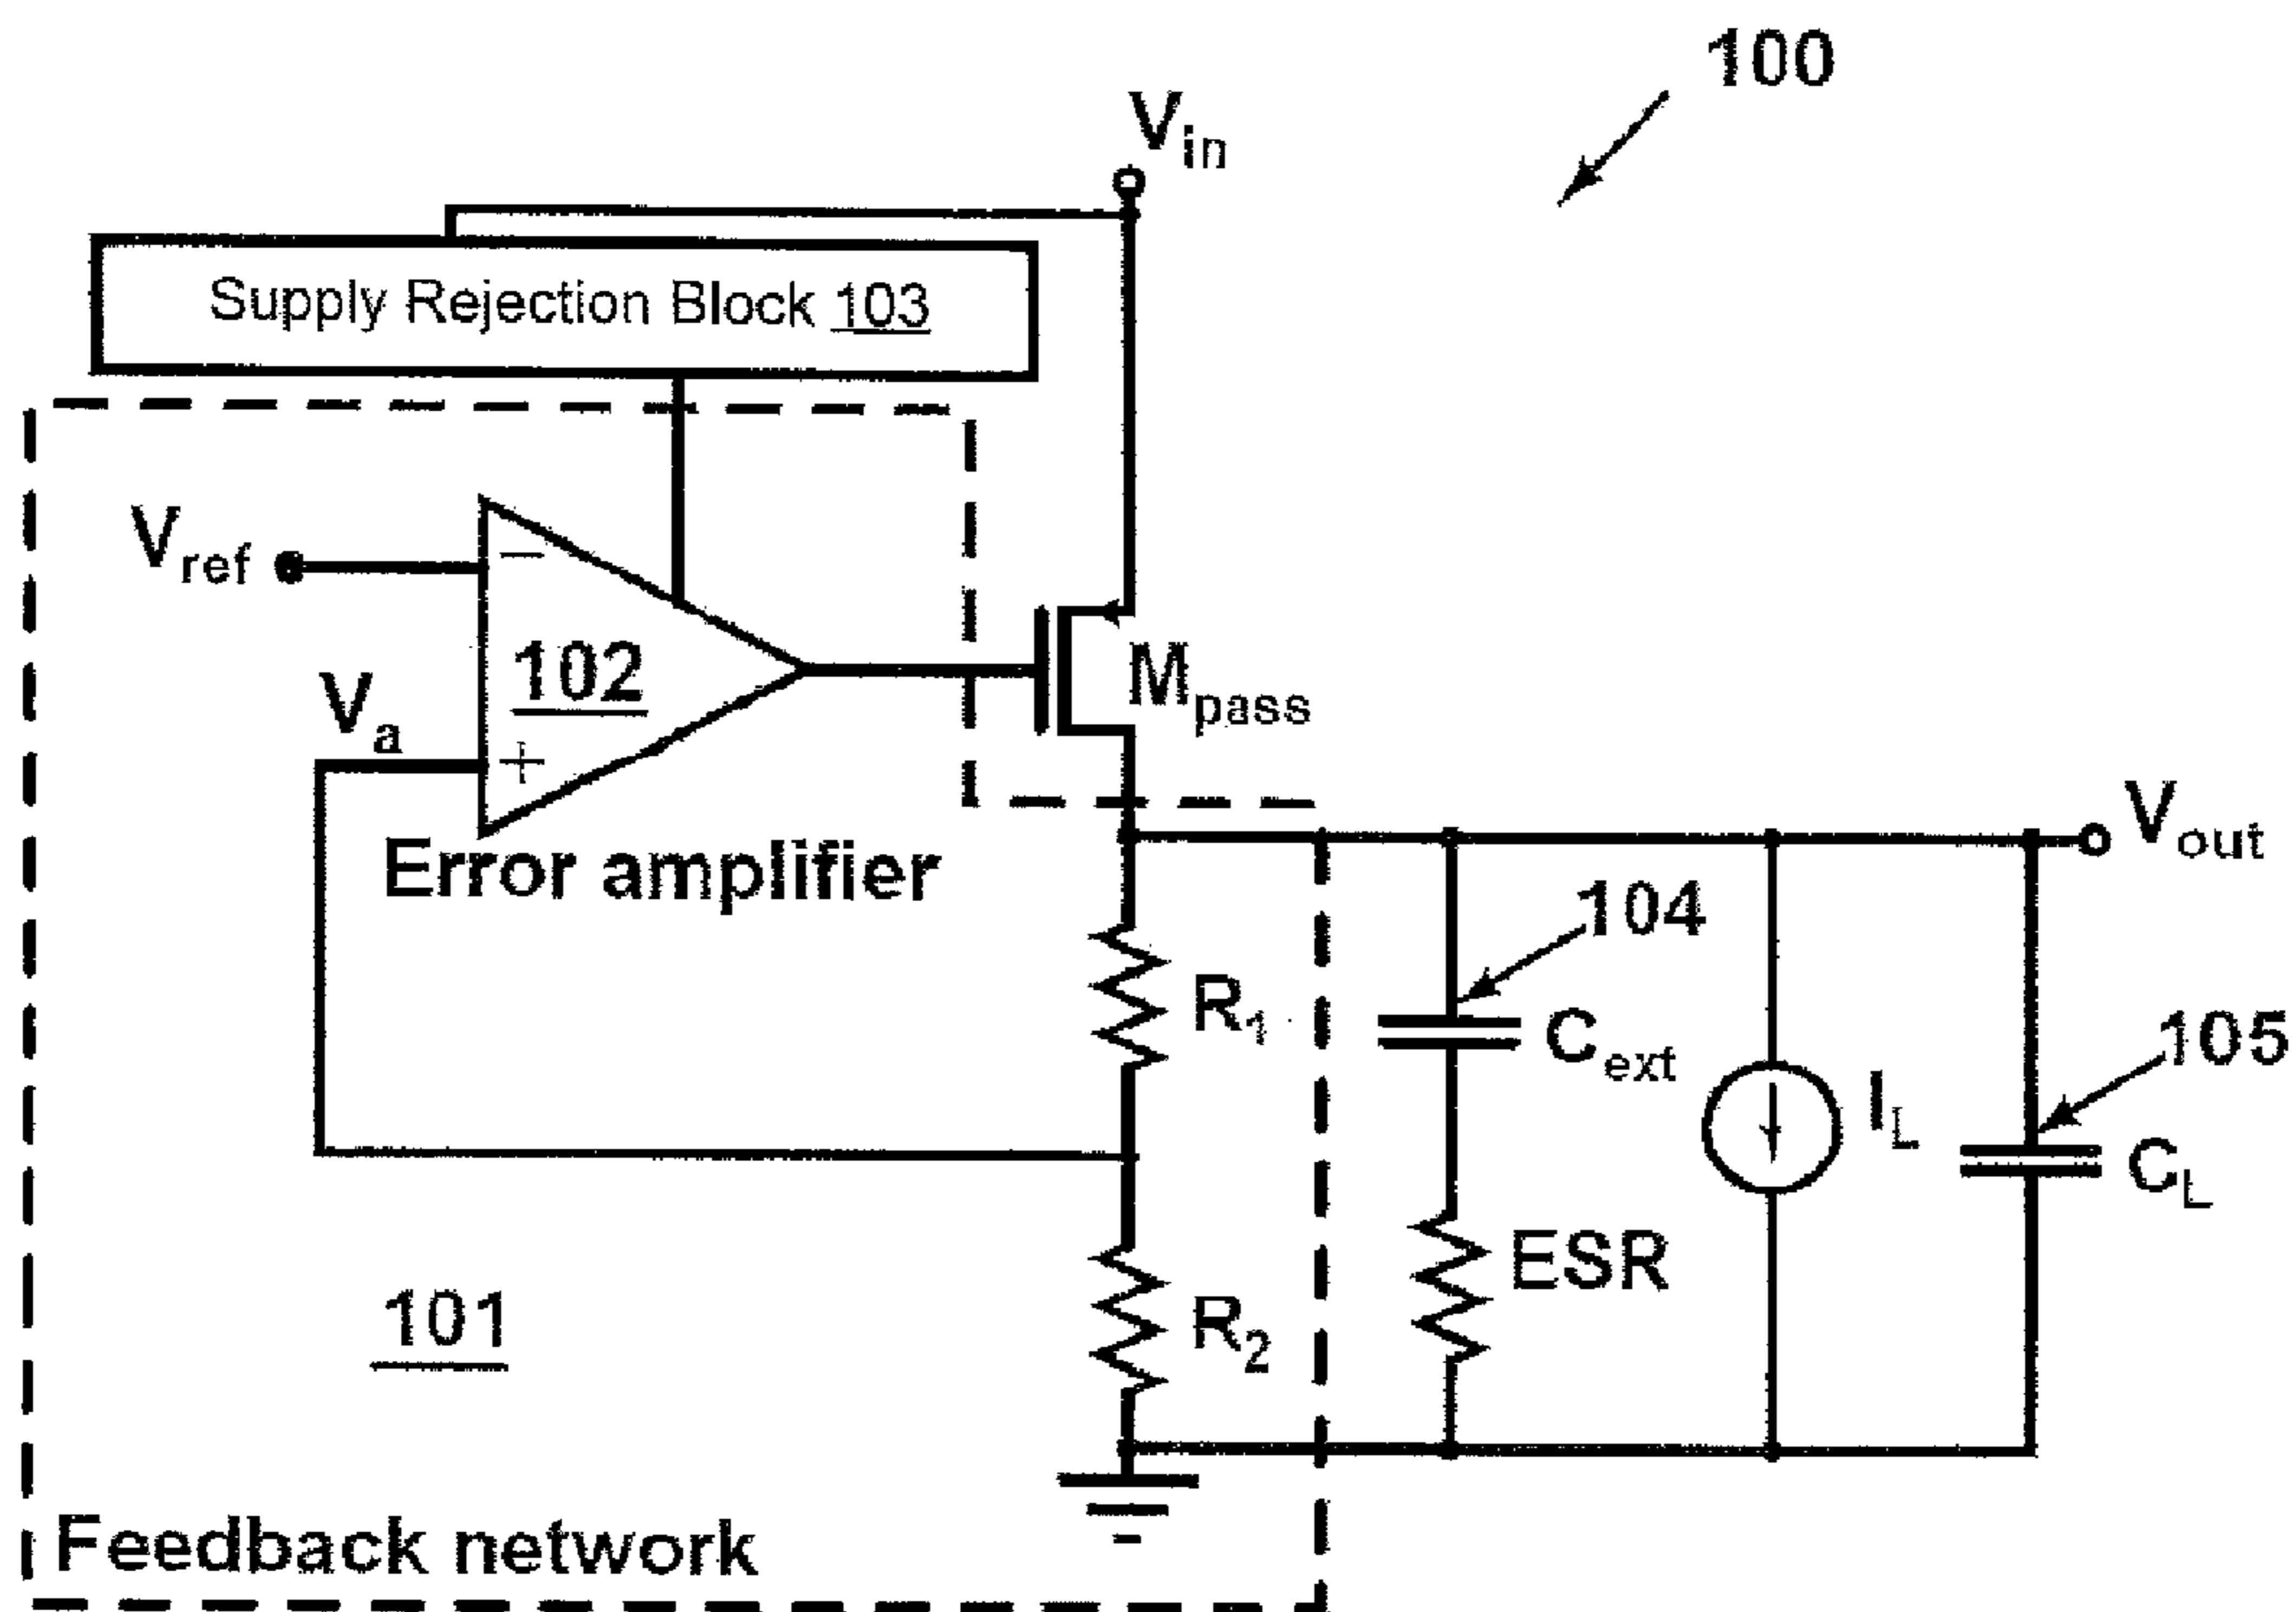 100
Vin
Supply Rejection Block 103
Vref
−
102
Va
+
Mpass
Error amplifier
Vout
104
R1
Cext
105
IL
CL
ESR
R2
101
Feedback network